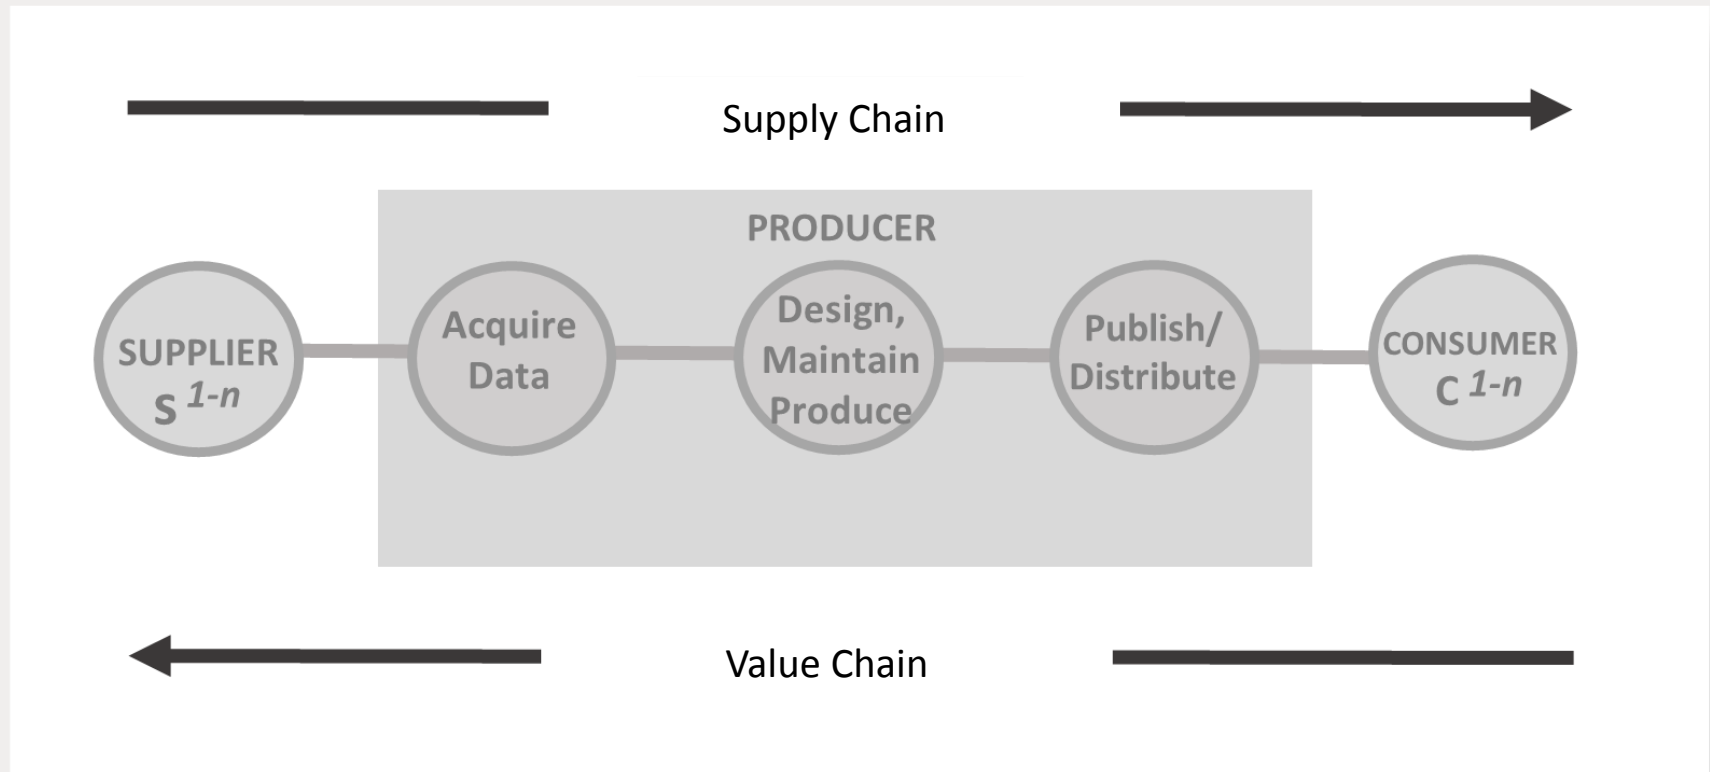 Supply Chain
PRODUCER
SUPPLIER
S 1-n
Acquire
Data
Design,
Maintain
Produce
Publish/
Distribute
CONSUMER
C 1-n
Value Chain